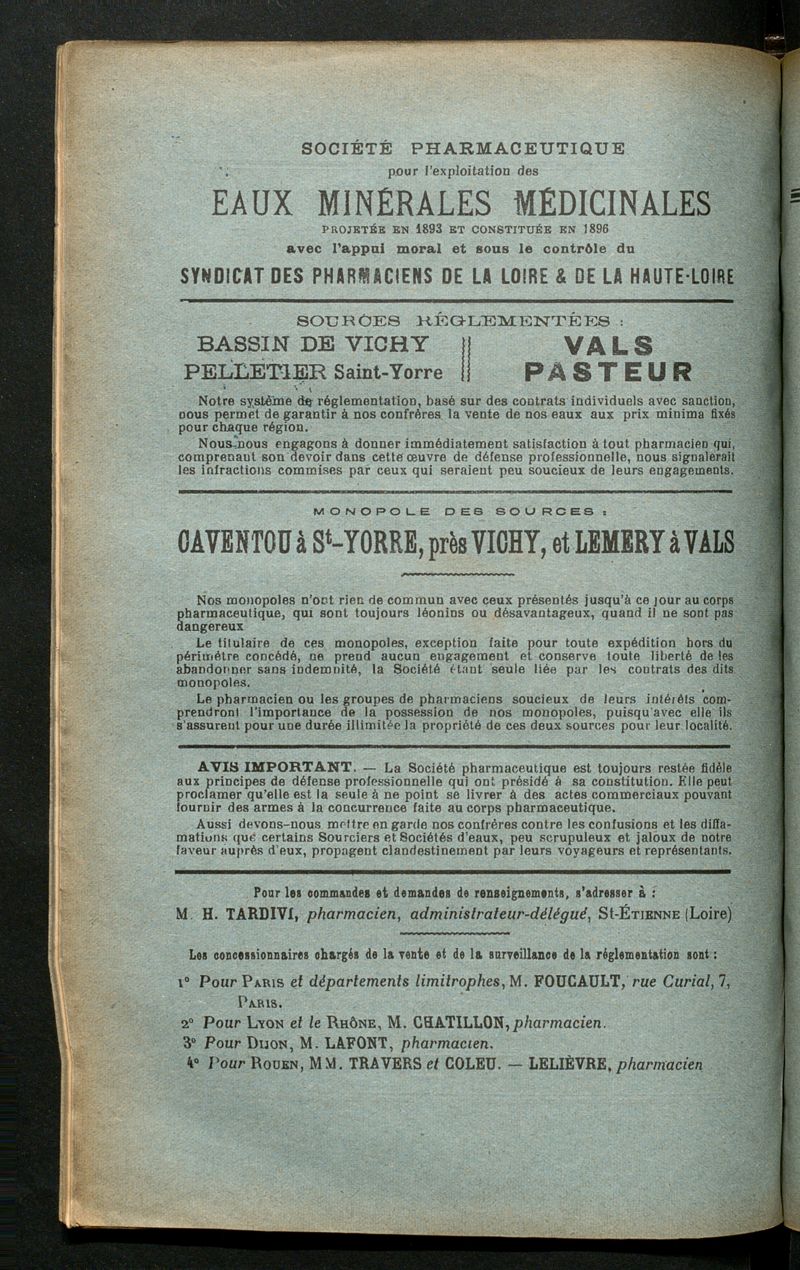 SOCIÉTÉ PHARMACEUTIQUE
pour l'exploitation des
EAUX MINÉRALES MÉDICINALES
PROJETÉE EN 1893 ET CONSTITUÉE EN 1896
avec l'appui moral et sous le contrôle du
SYNDICAT DES PHARMACIENS DE LA LOIRE & DE LA HAUTE-LOIRE
SOURCES RÉGLEMENTÉES :
BASSIN DE VICHY
PELLETIER Saint-Yorre
VALS
PASTEUR
Notre système de réglementation, basé sur des contrats individuels avec sanction,
nous permet de garantir à nos confrères la vente de nos eaux aux prix minima fixés
pour chaque région.
Nous nous engagons à donner immédiatement satisfaction à tout pharmacien qui,
comprenant son devoir dans cette œuvre de défense professionnelle, nous signalerait
les infractions commises par ceux qui seraient peu soucieux de leurs engagements.
MONOPOLE DES SOURCES :
CAVENTOU à St-YORRE, près VICHY, et LEMERY à VALS
Nos monopoles n'ont rien de commun avec ceux présentés jusqu'à ce jour au corps
pharmaceutique, qui sont toujours léonins ou désavantageux, quand il ne sont pas
dangereux
Le titulaire de ces monopoles, exception faite pour toute expédition hors du
périmètre concédé, ne prend aucun engagement et conserve toute liberté de les
abandonner sans indemnité, la Société étant seule liée par les contrats des dits
monopoles.
Le pharmacien ou les groupes de pharmaciens soucieux de leurs intérêts com-
prendront l'importance de la possession de nos monopoles, puisqu'avec elle ils
s'assurent pour une durée illimitée la propriété de ces deux sources pour leur localité.
AVIS IMPORTANT. — La Société pharmaceutique est toujours restée fidèle
aux principes de défense professionnelle qui ont présidé à sa constitution. Elle peut
proclamer qu'elle est la seule à ne point se livrer à des actes commerciaux pouvant
fournir des armes à la concurrence faite au corps pharmaceutique.
Aussi devons-nous mettre en garde nos confrères contre les confusions et les diffa-
mations que certains Sourciers et Sociétés d'eaux, peu scrupuleux et jaloux de notre
faveur auprès d'eux, propagent clandestinement par leurs voyageurs et représentants.
Pour les commandes et demandes de renseignements, s'adresser à :
M. H. TARDIVI, pharmacien, administrateur-délégué, St-ÉTIENNE (Loire)
Les concessionnaires chargés de la vente et de la surveillance de la réglementation sont :
1° Pour PARIS et départements limitrophes, M. FOUCAULT, rue Curial, 7,
PARIS.
2° Pour LYON et le RHÔNE, M. CHATILLON, pharmacien.
3° Pour DIJON, M. LAFONT, pharmacien.
4° Pour ROUEN, MM. TRAVERS et COLEU. — LELIÈVRE, pharmacien